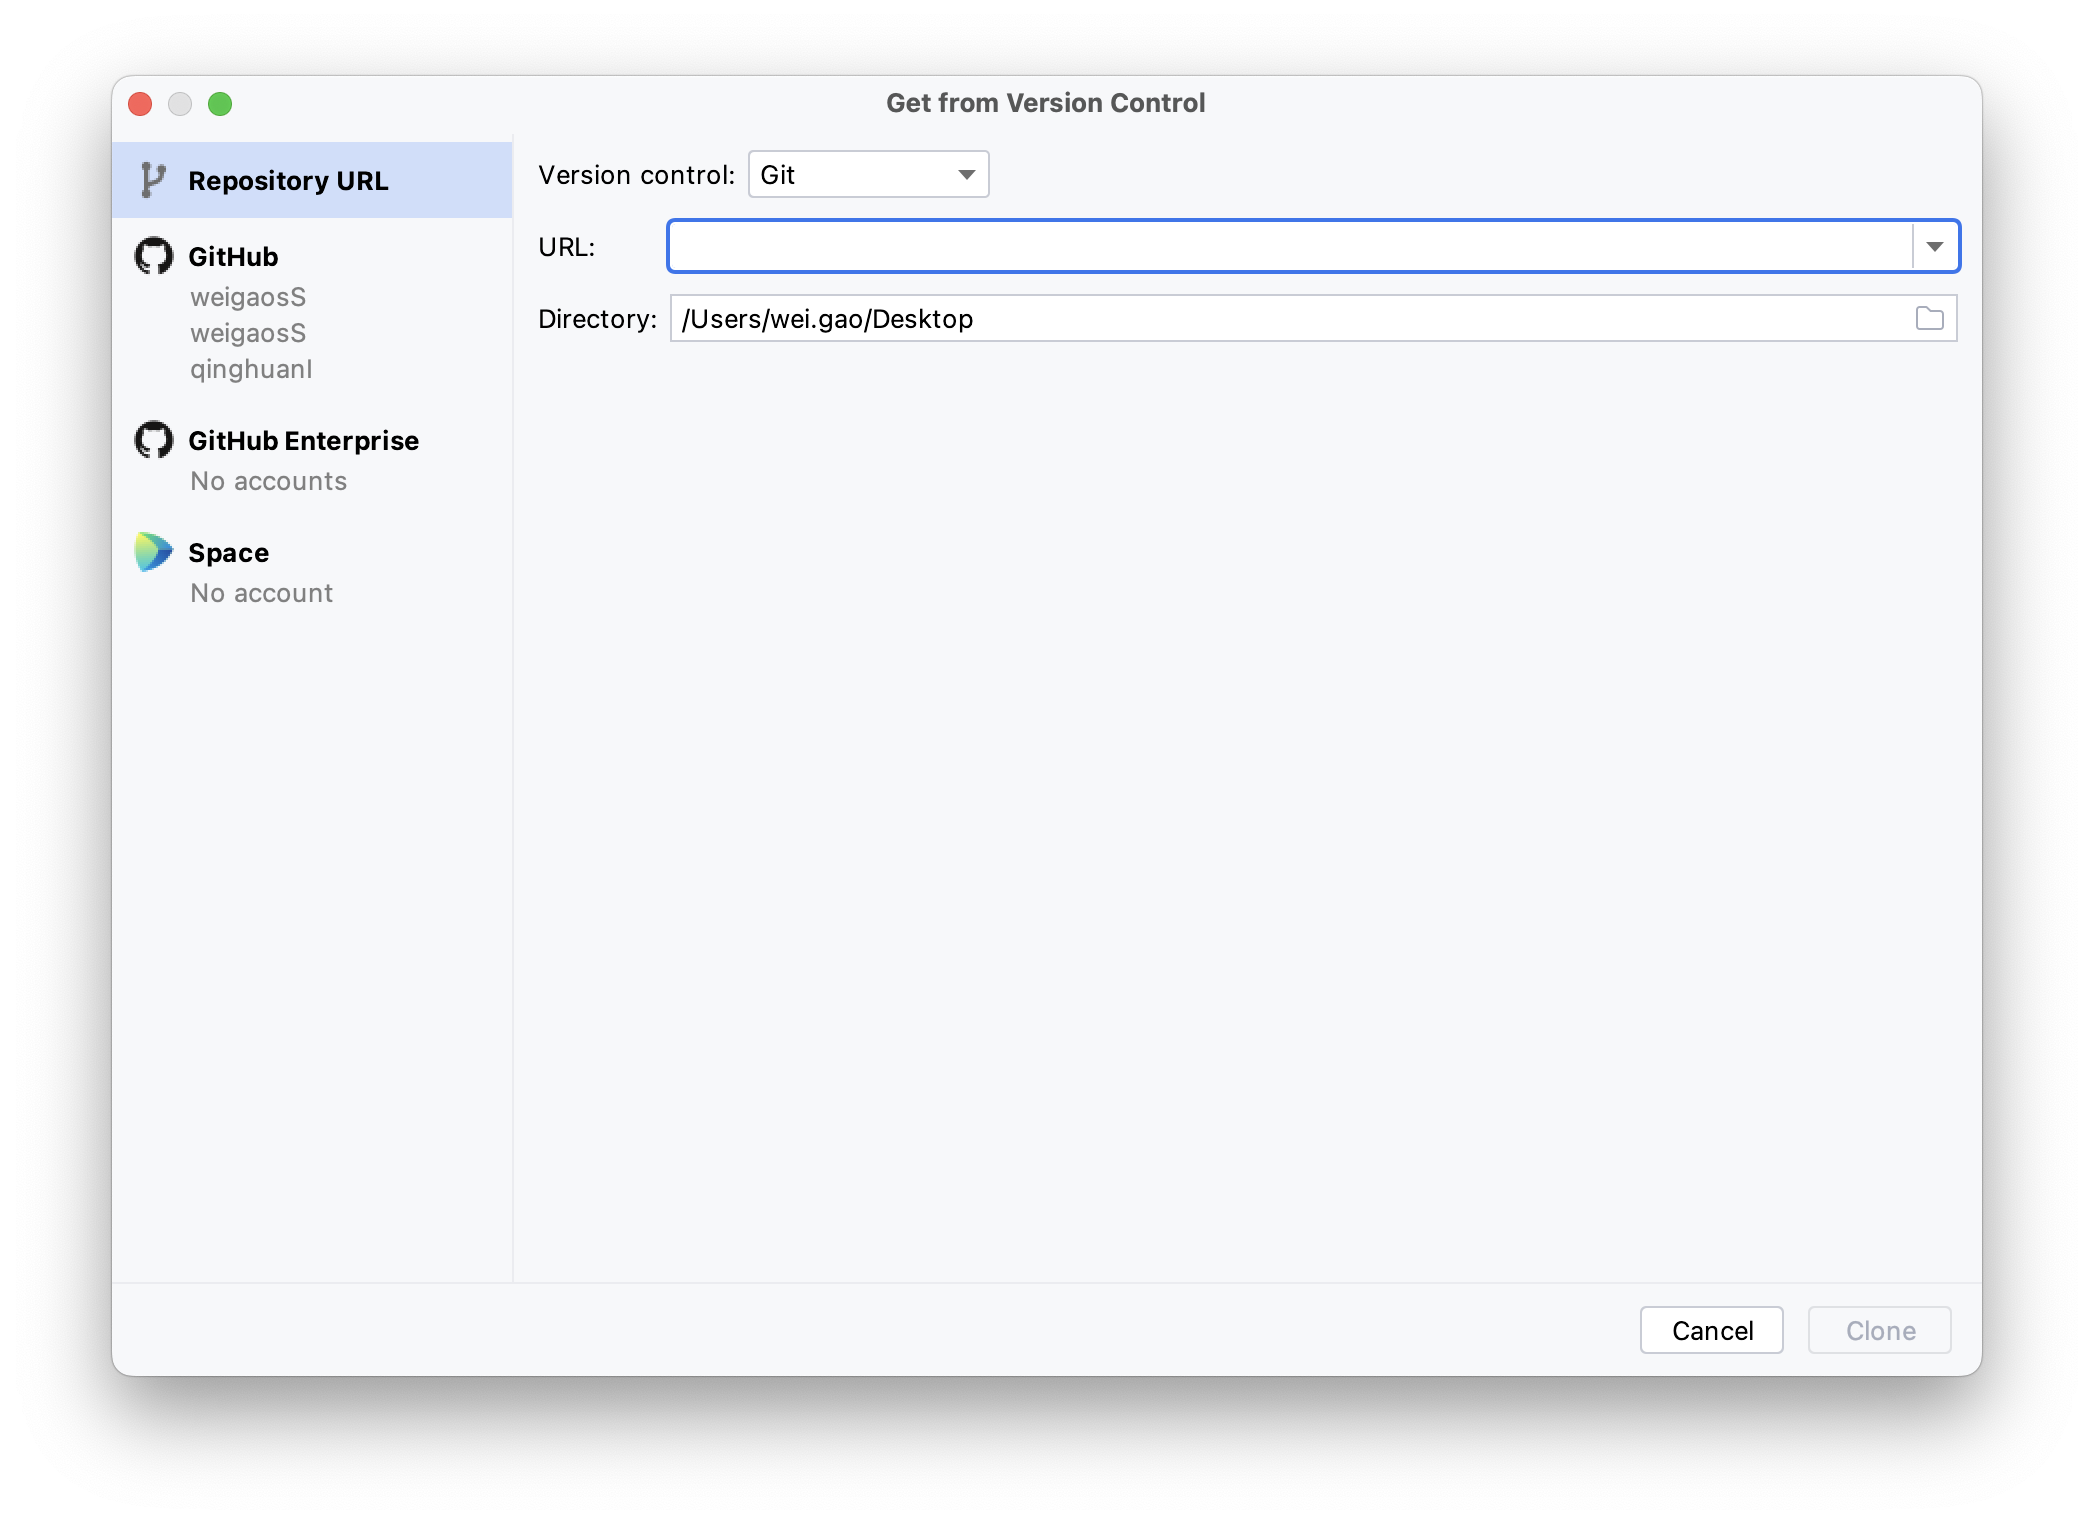 Get from Version Control
Repository URL
GitHub
weigaosS
weigaosS
qinghuanI
GitHub Enterprise
No accounts
Space
No account
Version control: Git
URL:
Directory: /Users/wei.gao/Desktop
Cancel Clone